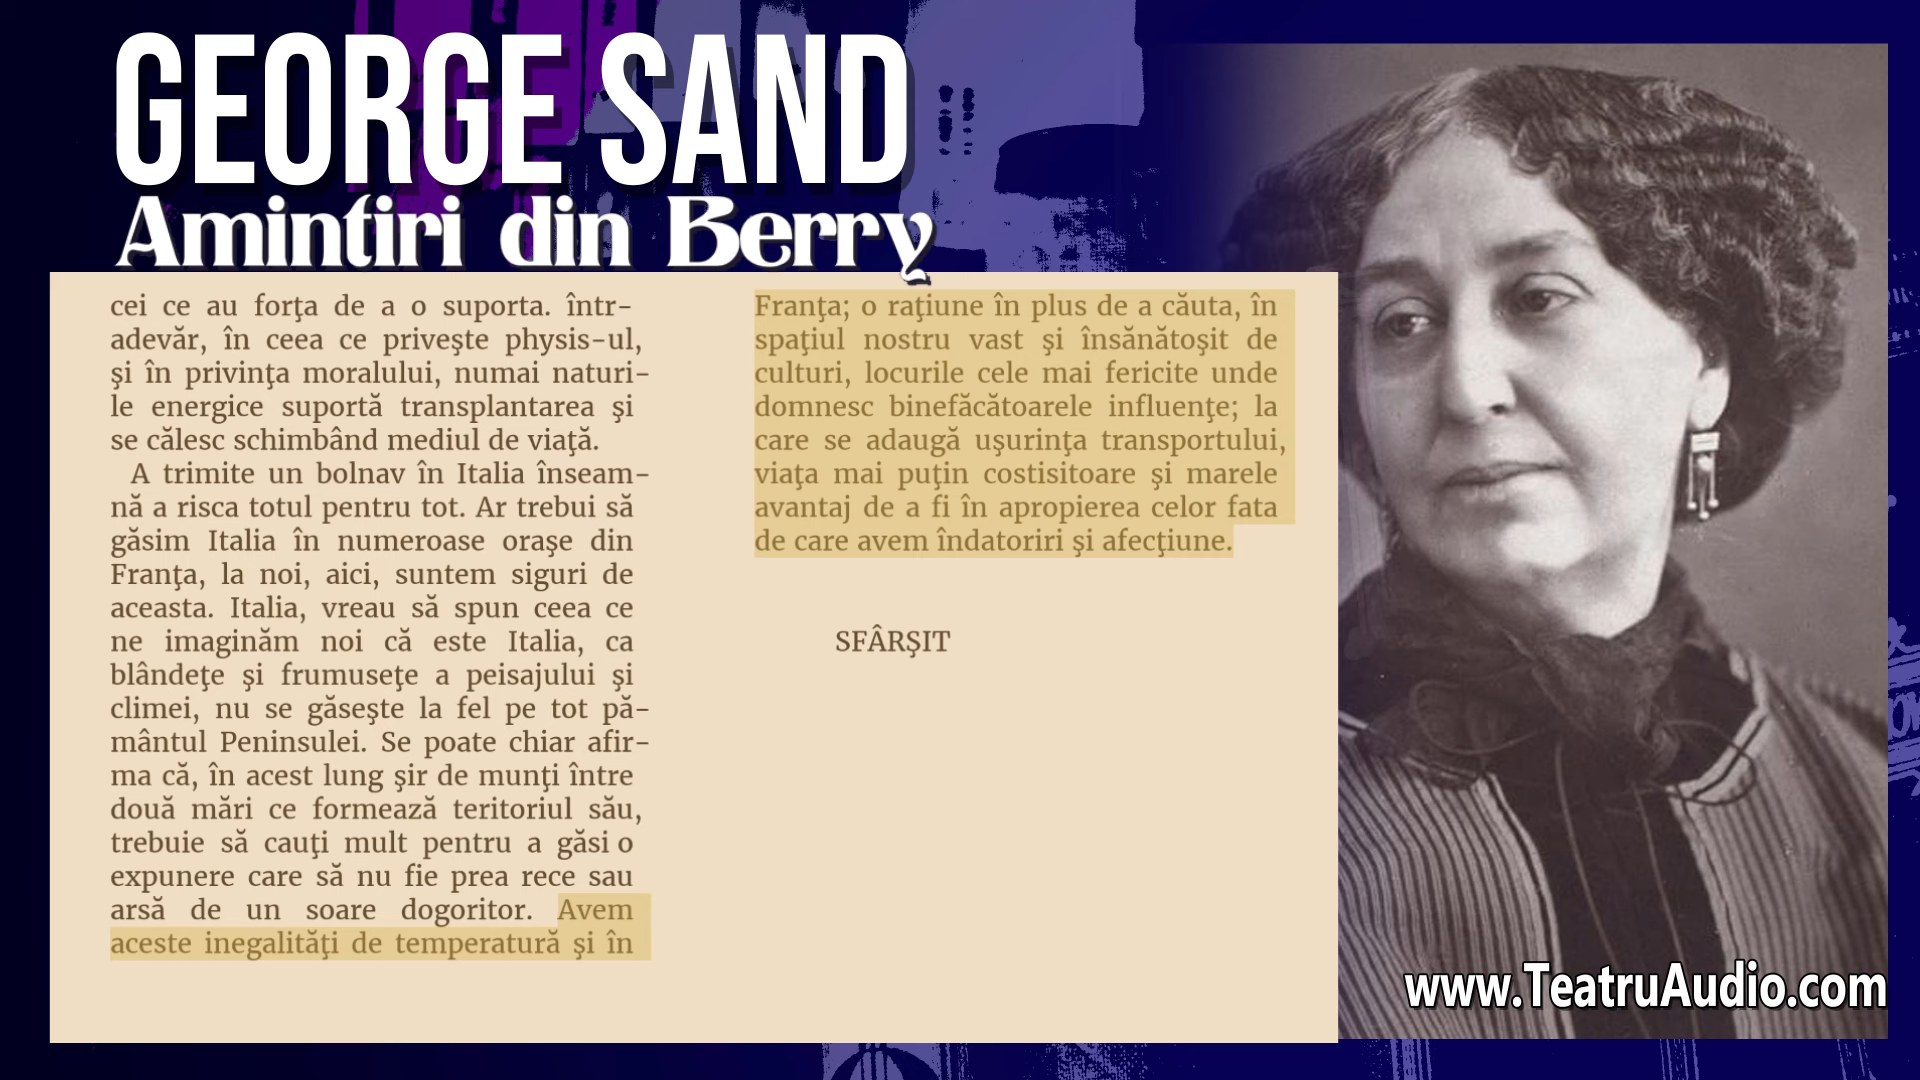 GEORGE SAND
Amintiri din Berry
cei ce au forţa de a o suporta. într-
adevăr, în ceea ce priveşte physis-ul,
şi în privinţa moralului, numai naturi-
le energice suportă transplantarea şi
se călesc schimbând mediul de viaţă.
A trimite un bolnav în Italia înseam-
nă a risca totul pentru tot. Ar trebui să
găsim Italia în numeroase oraşe din
Franţa, la noi, aici, suntem siguri de
aceasta. Italia, vreau să spun ceea ce
ne imaginăm noi că este Italia, ca
blândeţe şi frumuseţe a peisajului şi
climei, nu se găseşte la fel pe tot pă-
mântul Peninsulei. Se poate chiar afir-
ma că, în acest lung şir de munţi între
două mări ce formează teritoriul său,
trebuie să cauţi mult pentru a găsi o
expunere care să nu fie prea rece sau
arsă de un soare dogoritor. Avem
aceste inegalităţi de temperatură şi în
Franţa; o raţiune în plus de a căuta, în
spaţiul nostru vast şi însănătoşit de
culturi, locurile cele mai fericite unde
domnesc binefăcătoarele influenţe; la
care se adaugă uşurinţa transportului,
viaţa mai puţin costisitoare şi marele
avantaj de a fi în apropierea celor fata
de care avem îndatoriri şi afecţiune.
SFÂRŞIT
www.TeatruAudio.com